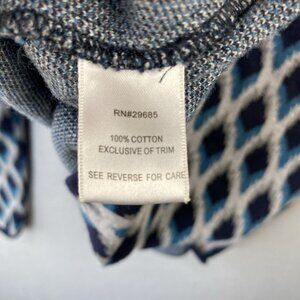 RN#29685
100% COTTON
EXCLUSIVE OF TRIM
SEE REVERSE FOR CARE